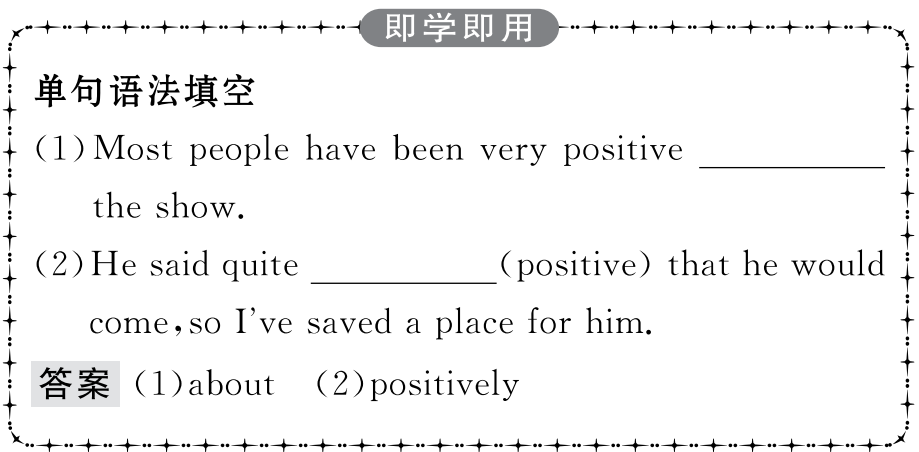 即学即用
单句语法填空
(1)Most people have been very positive __________
the show.
(2)He said quite __________(positive) that he would
come,so I've saved a place for him.
答案 (1)about (2)positively